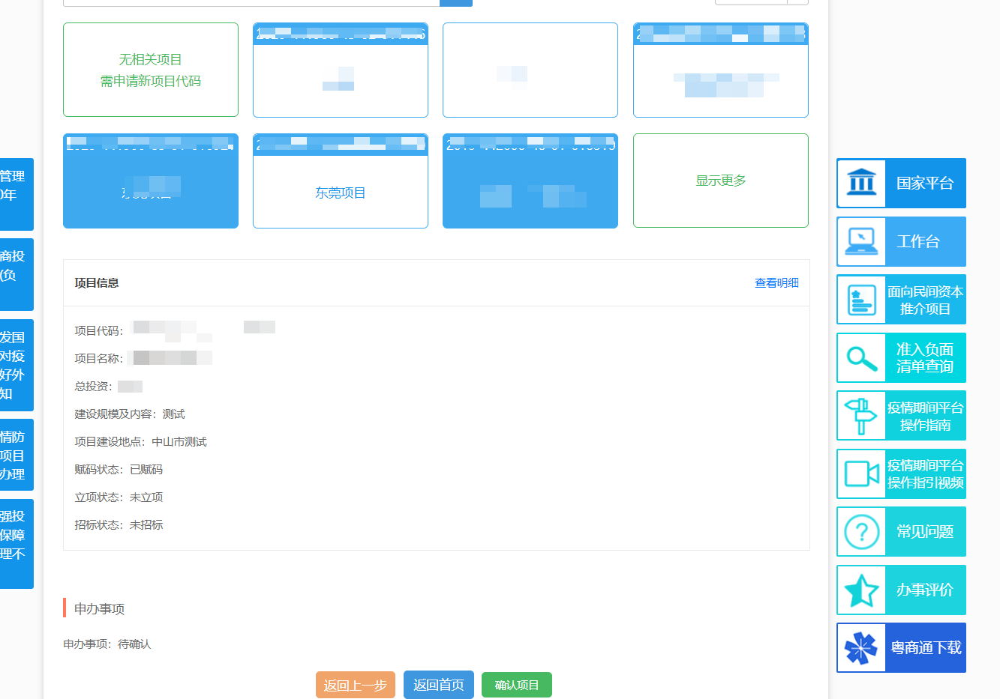 无相关项目
需申请新项目代码
东莞项目
显示更多
项目信息
查看明细
项目代码：
项目名称：
总投资：
建设规模及内容：测试
项目建设地点：中山市测试
赋码状态：已赋码
立项状态：未立项
招标状态：未招标
申办事项
申办事项：待确认
返回上一步
返回首页
确认项目
管理
年
商投
(负
发国
对疫
好外
知
情防
项目
办理
强投
保障
理不
国家平台
工作台
面向民间资本
推介项目
准入负面
清单查询
疫情期间平台
操作指南
疫情期间平台
操作指引视频
常见问题
办事评价
粤商通下载